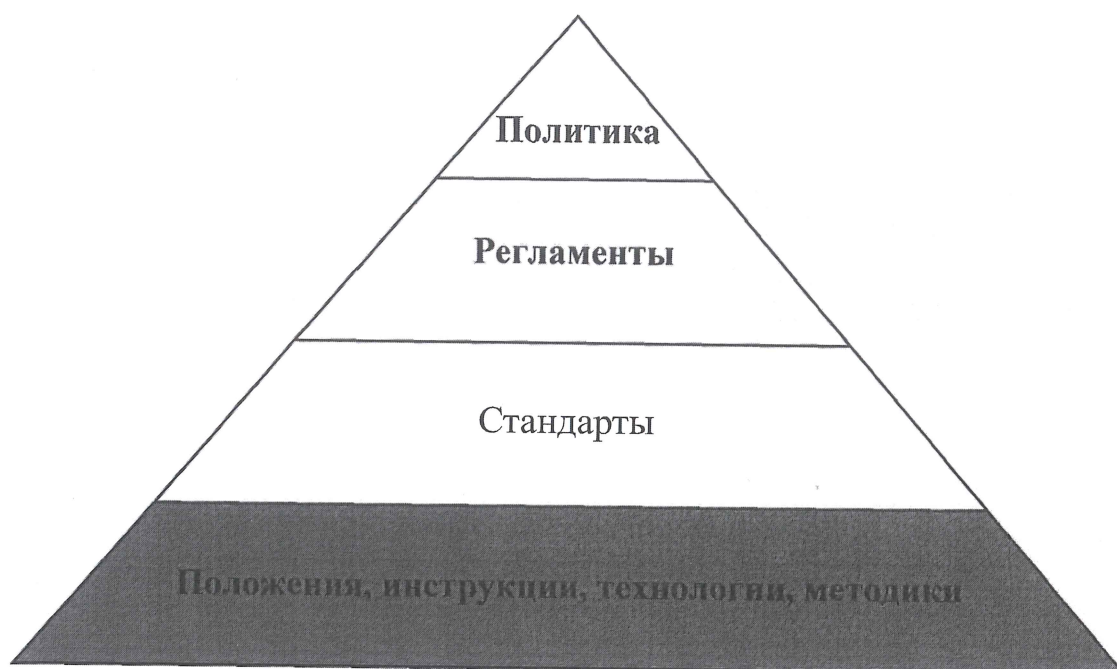 Политика
Регламенты
Стандарты
Положения, инструкции, технологии, методики